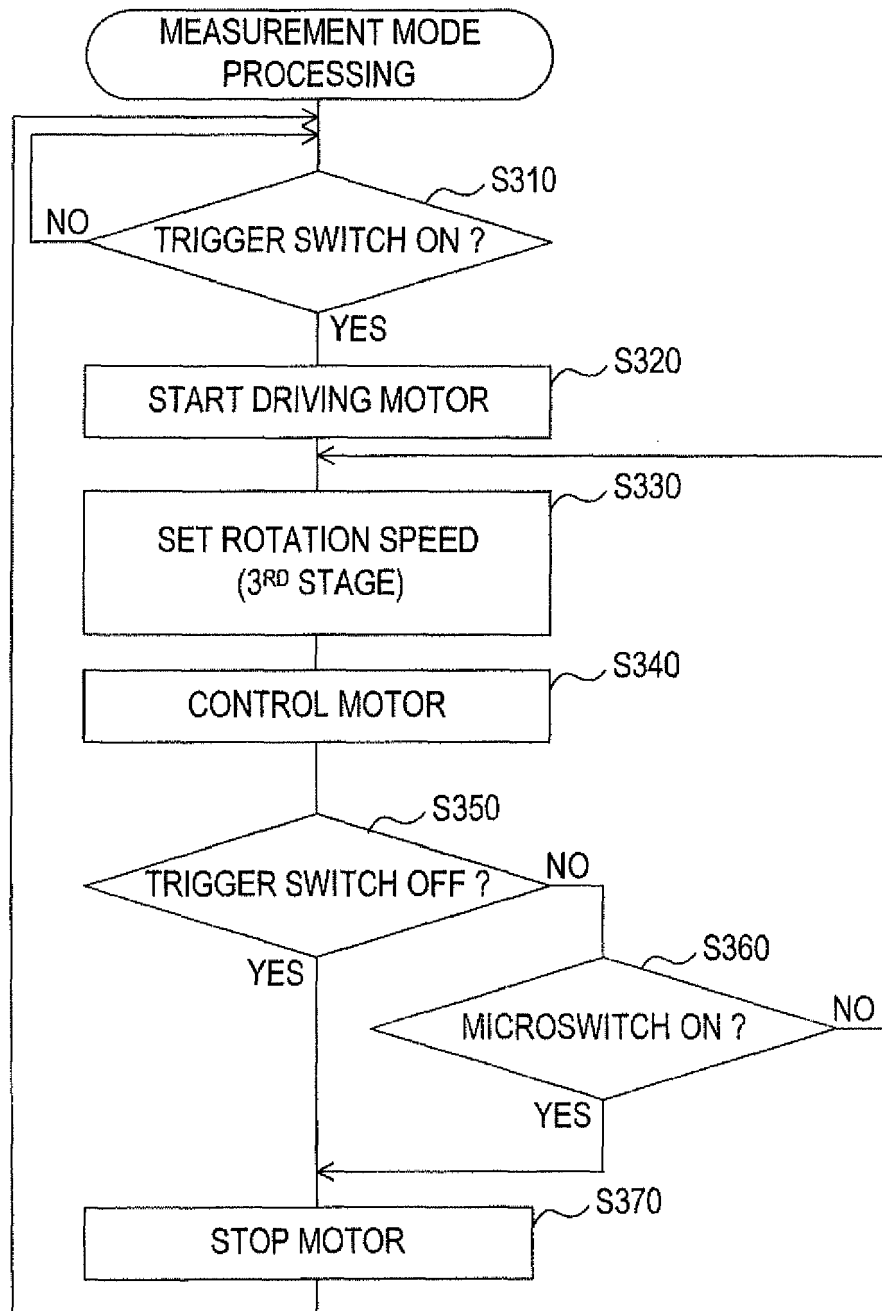 MEASUREMENT MODE
PROCESSING
S310
NO
TRIGGER SWITCH ON ?
YES
S320
START DRIVING MOTOR
S330
SET ROTATION SPEED
(3RD STAGE)
S340
CONTROL MOTOR
S350
TRIGGER SWITCH OFF ?
NO
YES
S360
MICROSWITCH ON ?
NO
YES
S370
STOP MOTOR